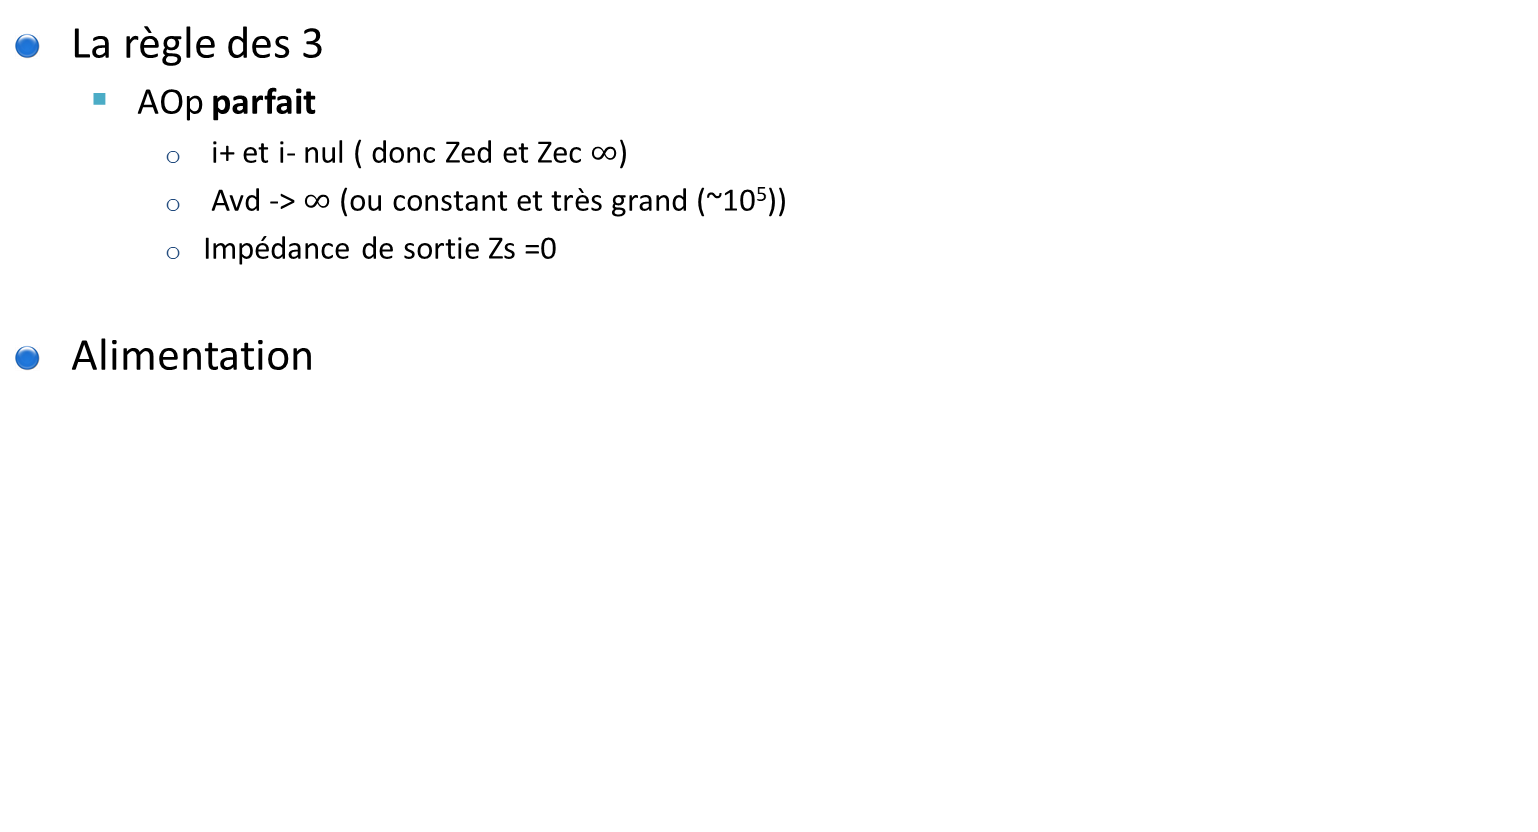 La règle des 3
AOp parfait
i+ et i- nul ( donc Zed et Zec ∞)
Avd -> ∞ (ou constant et très grand (~10⁵))
Impédance de sortie Zs =0
Alimentation